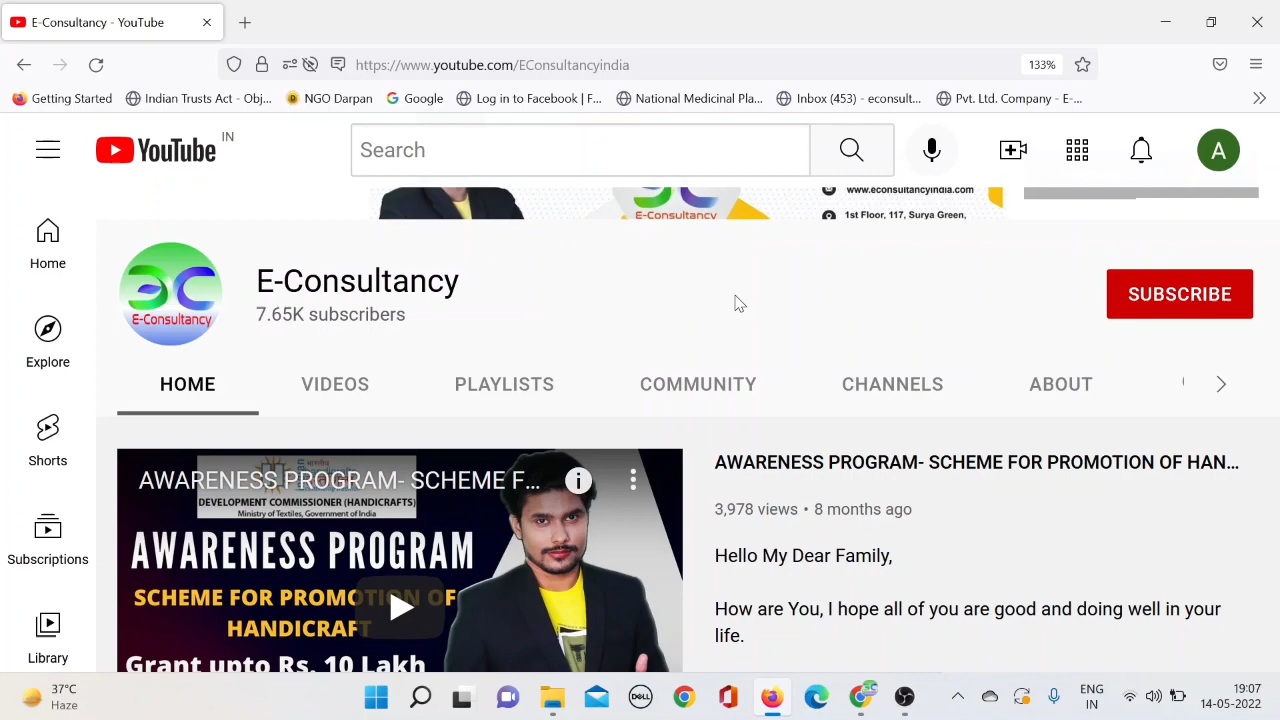 E-Consultancy - YouTube
https://www.youtube.com/EConsultancyindia
133%
Getting Started
Indian Trusts Act - Obj...
NGO Darpan
Google
Log in to Facebook | F...
National Medicinal Pla...
Inbox (453) - econsult...
Pvt. Ltd. Company - E-...
YouTube IN
Search
A
www.econsultancyindia.com
E-Consultancy
1st Floor, 117, Surya Green,
Home
Explore
Shorts
Subscriptions
Library
E-Consultancy
E-Consultancy
7.65K subscribers
SUBSCRIBE
HOME VIDEOS PLAYLISTS COMMUNITY CHANNELS ABOUT
AWARENESS PROGRAM- SCHEME F...
DEVELOPMENT COMMISSIONER (HANDICRAFTS)
Ministry of Textiles, Government of India
AWARENESS PROGRAM
SCHEME FOR PROMOTION OF
HANDICRAFT
Grant upto Rs. 10 Lakh
AWARENESS PROGRAM- SCHEME FOR PROMOTION OF HAN...
3,978 views • 8 months ago
Hello My Dear Family,
How are You, I hope all of you are good and doing well in your
life.
37°C
Haze
DELL
ENG
IN
19:07
14-05-2022